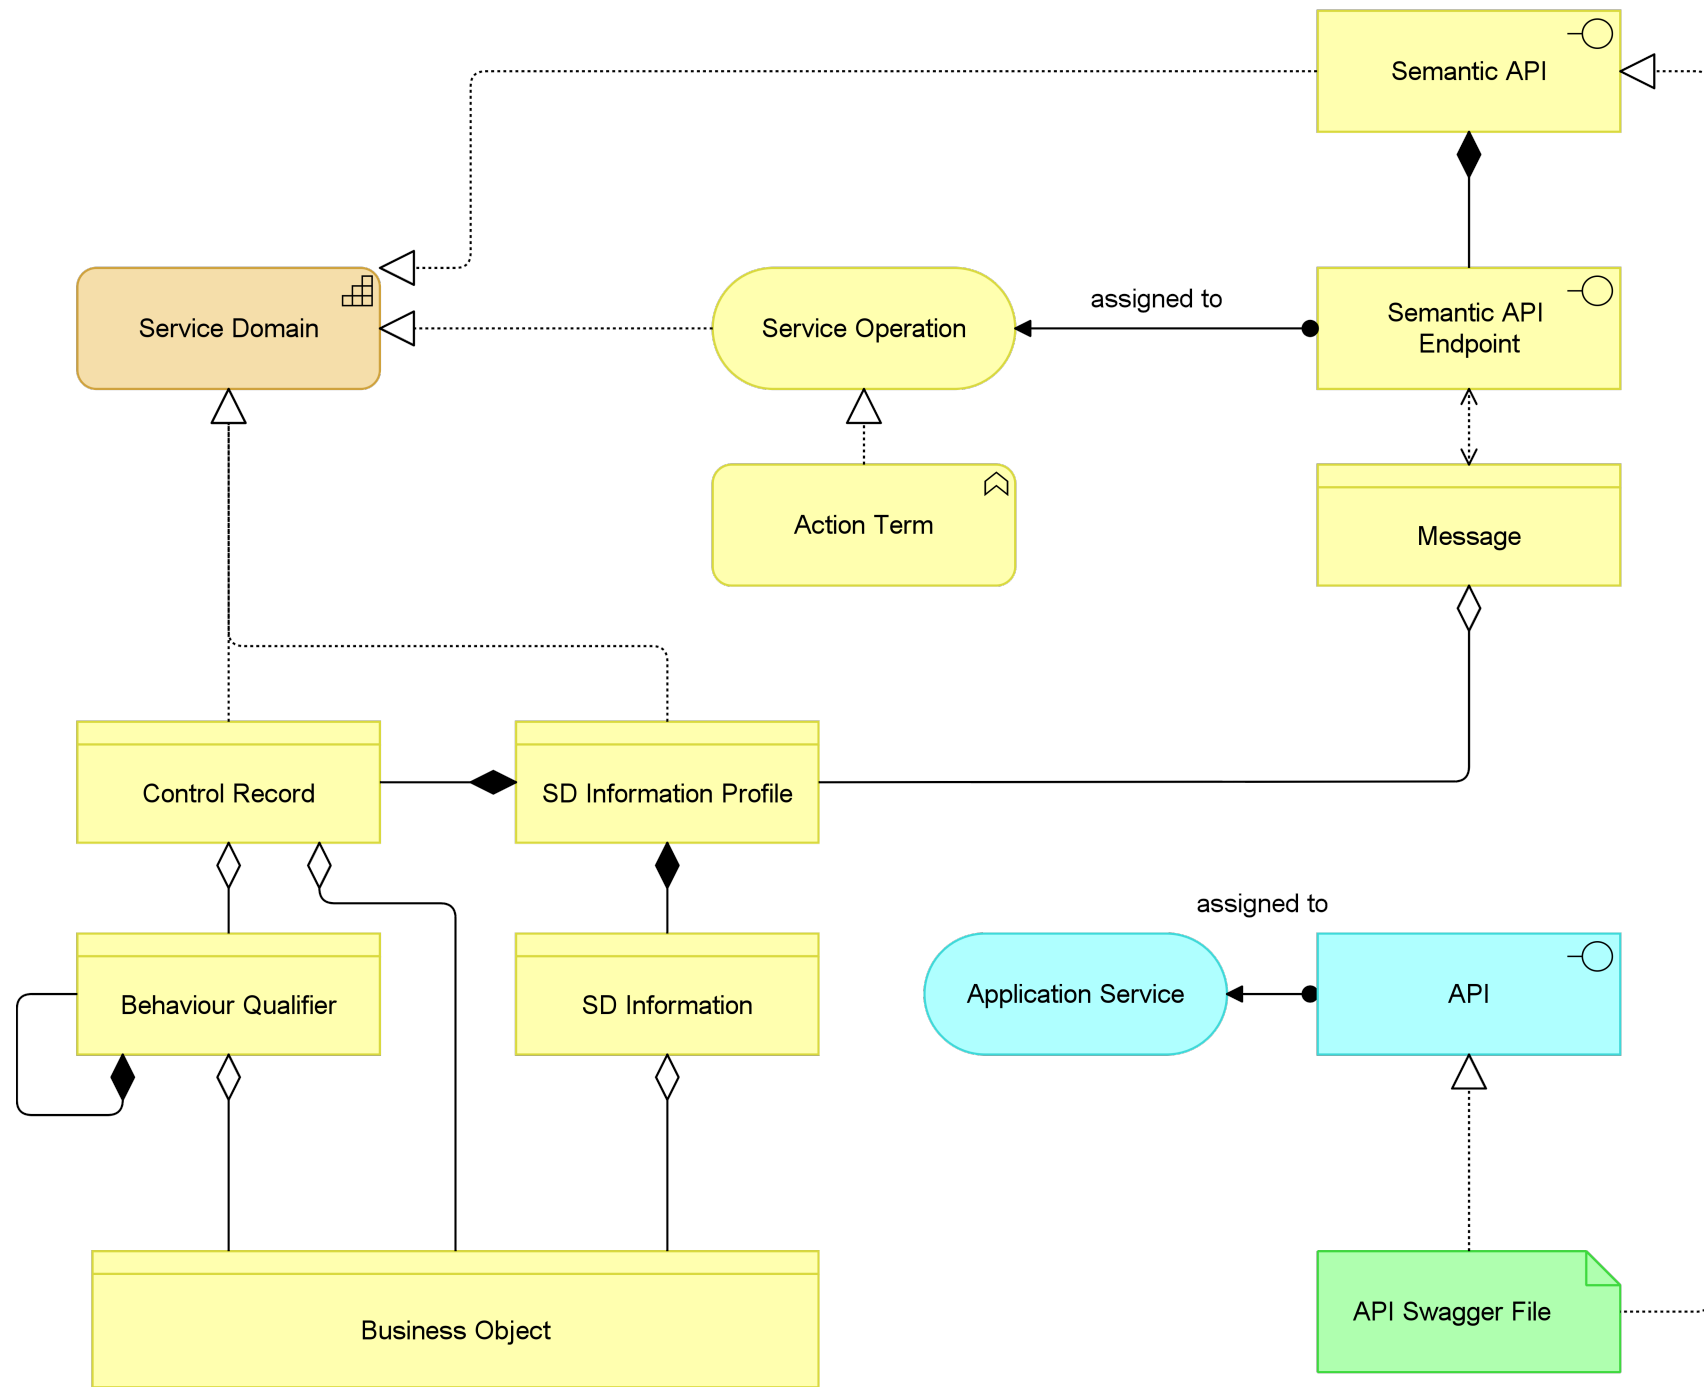 Semantic API
assigned to
Service Domain
Service Operation
Semantic API
Endpoint
Action Term
Message
Control Record
SD Information Profile
assigned to
Behaviour Qualifier
SD Information
Application Service
API
Business Object
API Swagger File